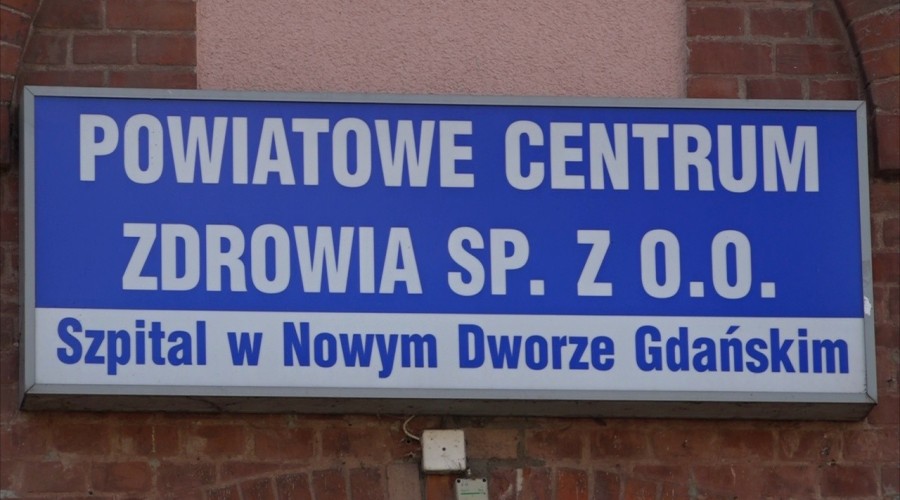 POWIATOWE CENTRUM
ZDROWIA SP. Z O.O.
Szpital w Nowym Dworze Gdańskim